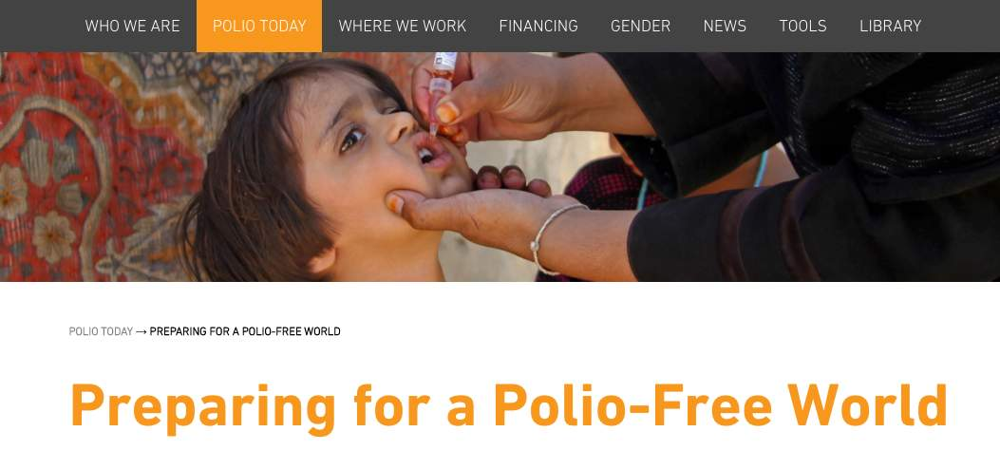 WHO WE ARE POLIO TODAY WHERE WE WORK FINANCING GENDER NEWS TOOLS LIBRARY
POLIO TODAY → PREPARING FOR A POLIO-FREE WORLD
Preparing for a Polio-Free World